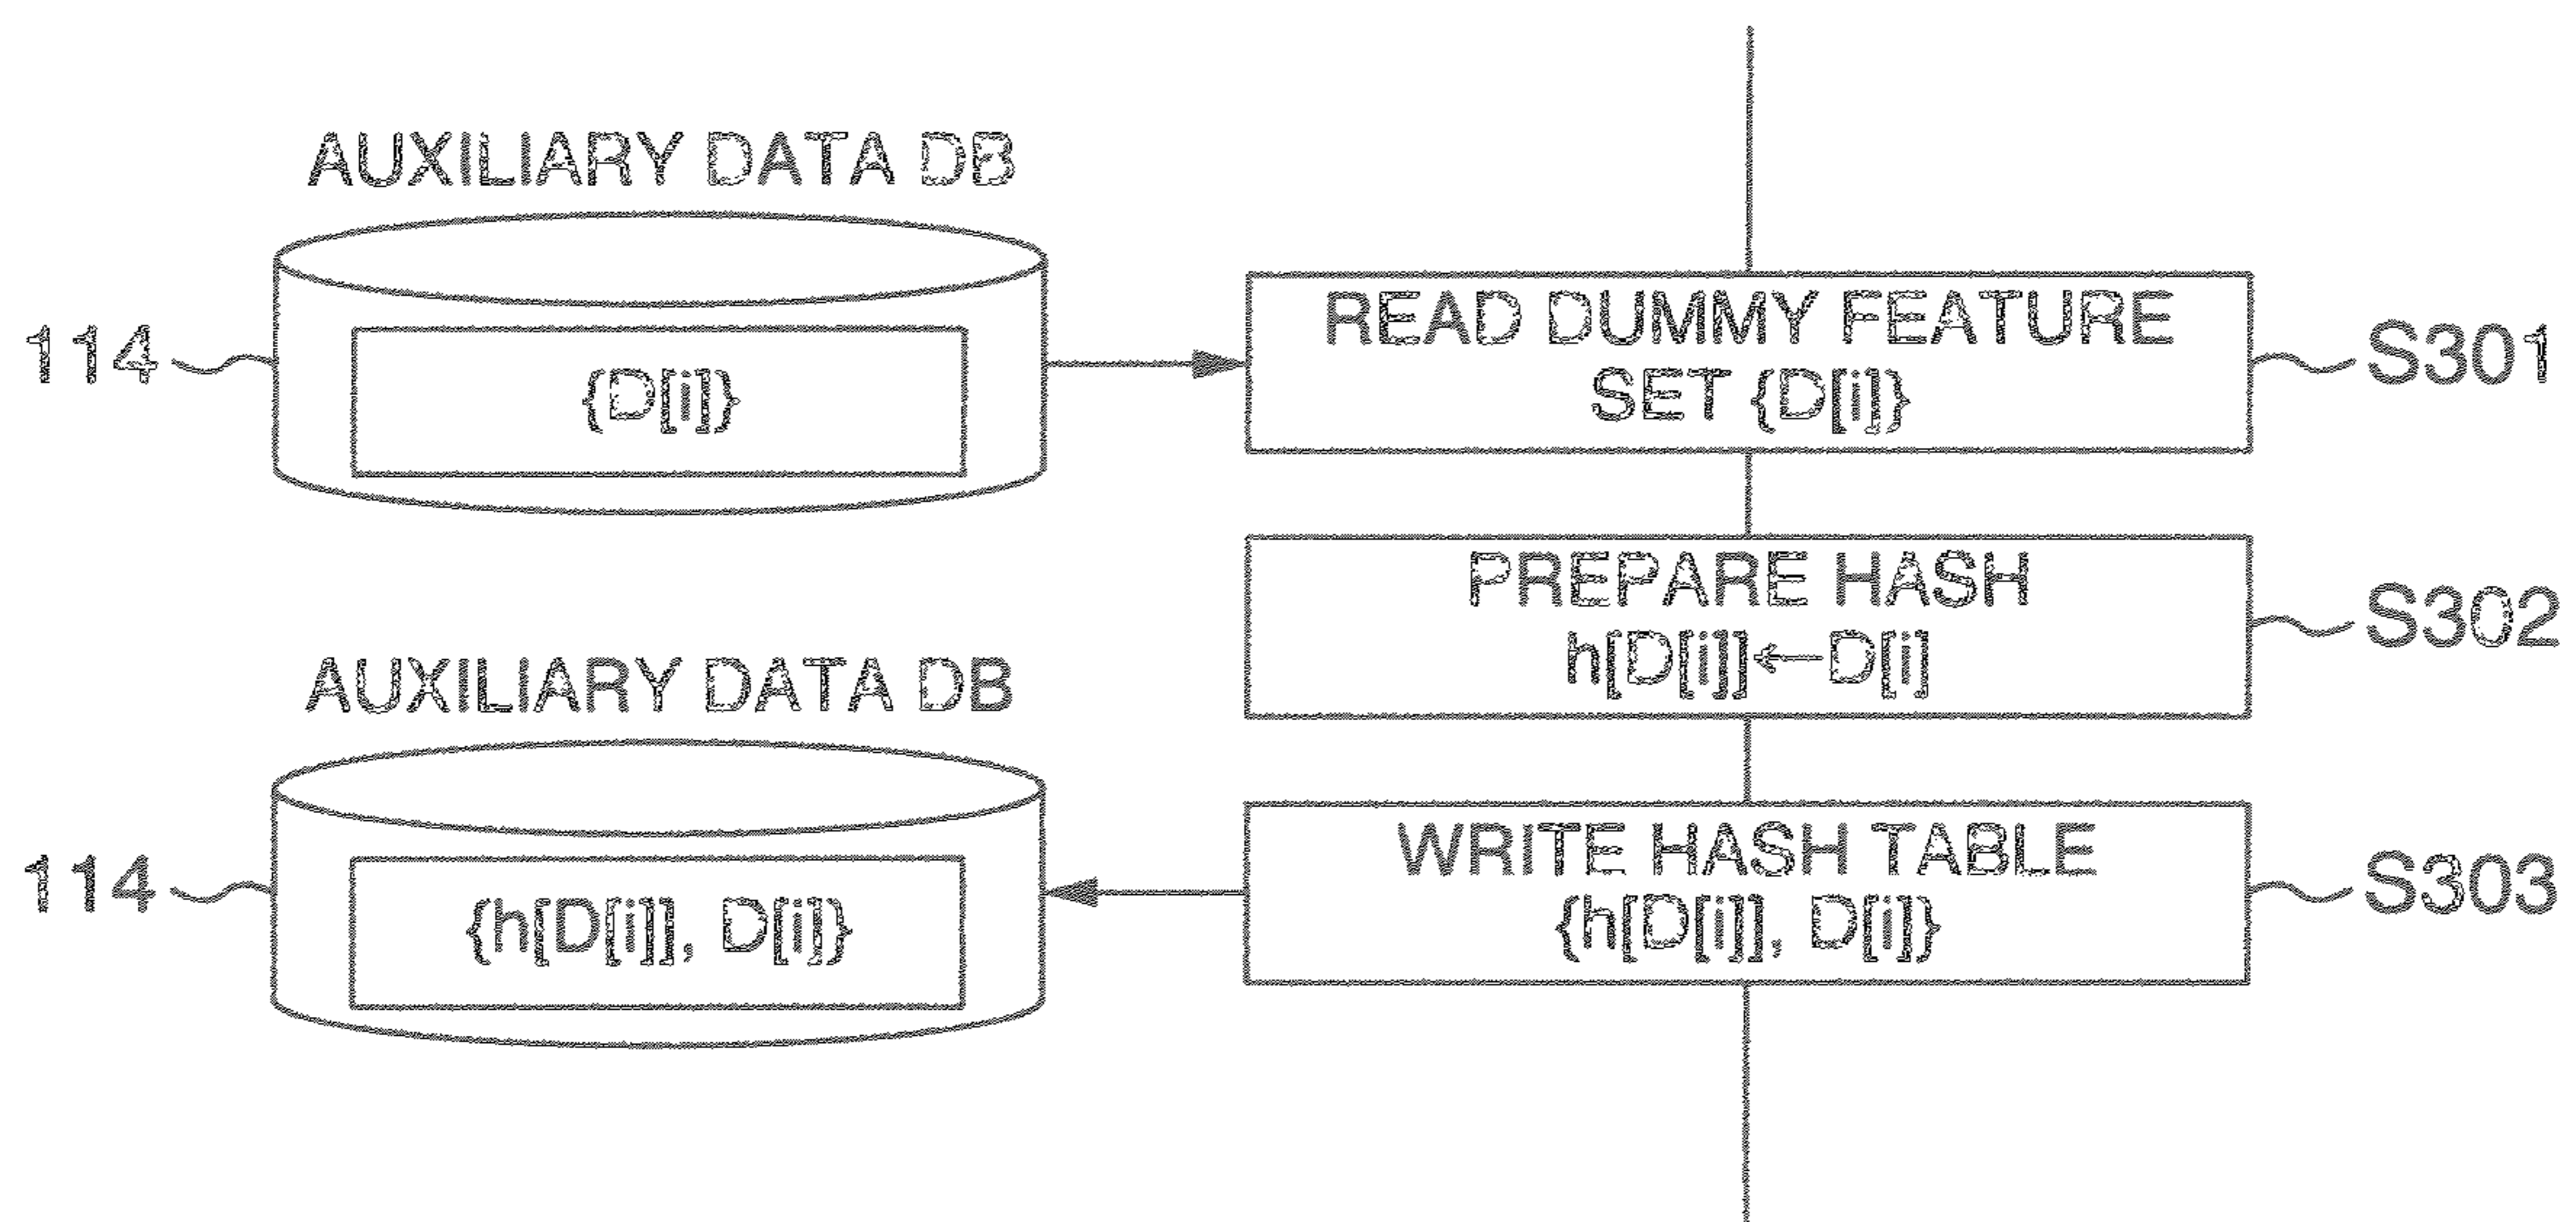 AUXILIARY DATA DB
114
{D[i]}
READ DUMMY FEATURE
SET {D[i]}
S301
PREPARE HASH
h[D[i]]←D[i]
S302
AUXILIARY DATA DB
114
{h[D[i]], D[i]}
WRITE HASH TABLE
{h[D[i]], D[i]}
S303